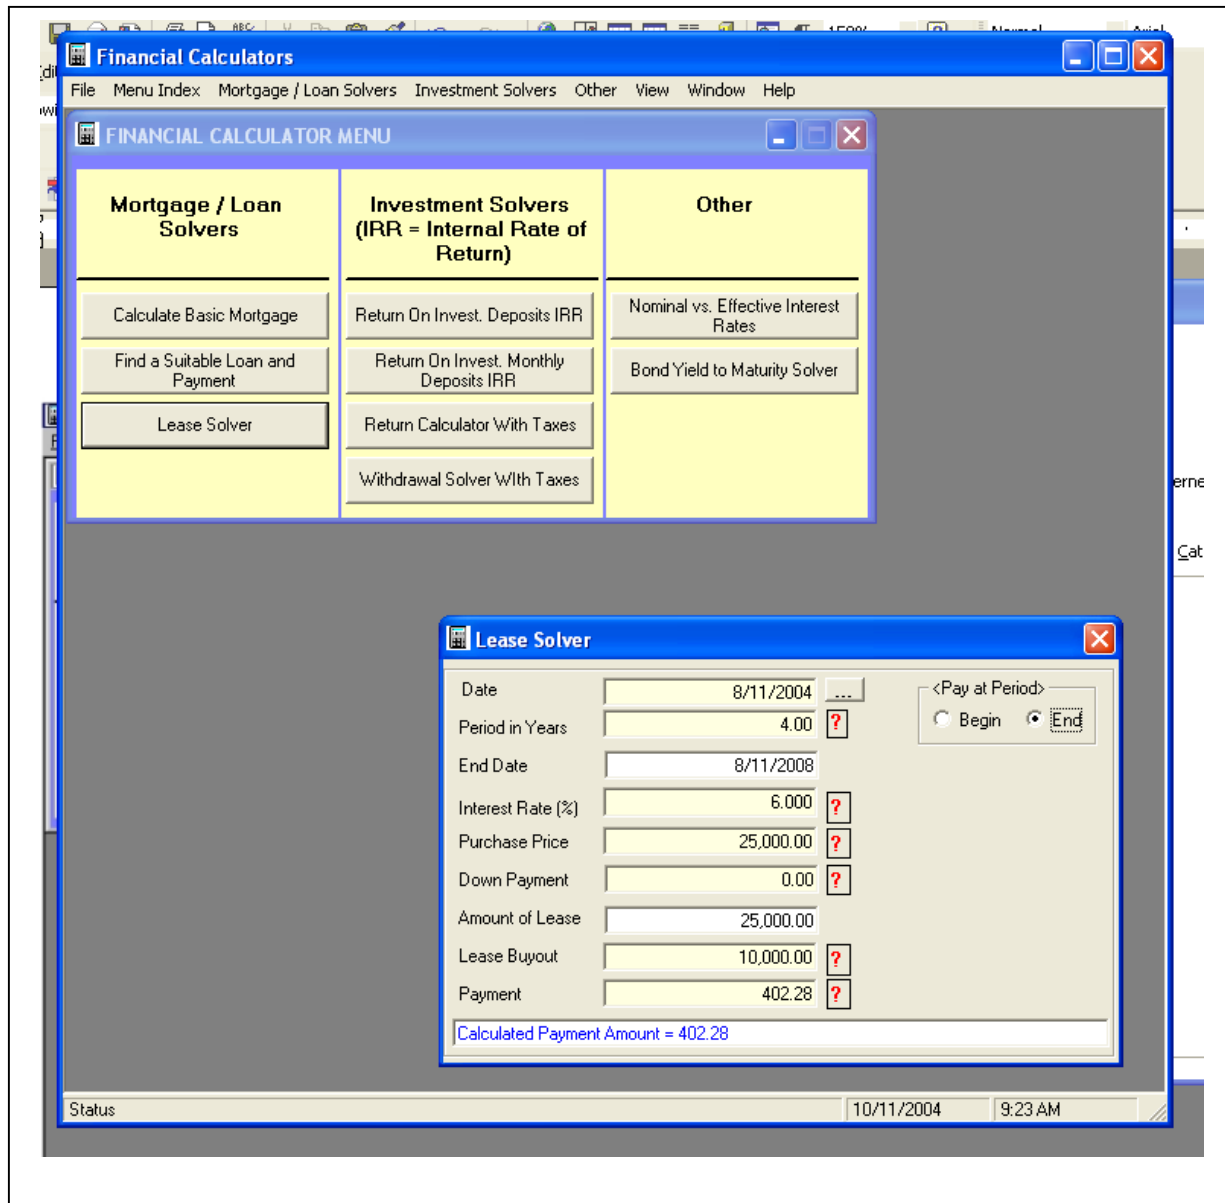 150%
Normal
Arial
Financial Calculators
File Menu Index Mortgage / Loan Solvers Investment Solvers Other View Window Help
FINANCIAL CALCULATOR MENU
Mortgage / Loan
Solvers
Investment Solvers
(IRR = Internal Rate of
Return)
Other
Calculate Basic Mortgage
Return On Invest. Deposits IRR
Nominal vs. Effective Interest
Rates
Find a Suitable Loan and
Payment
Return On Invest. Monthly
Deposits IRR
Bond Yield to Maturity Solver
Lease Solver
Return Calculator With Taxes
Withdrawal Solver WIth Taxes
erne
Cat
Lease Solver
Date 8/11/2004 ...
<Pay at Period>
Begin End
Period in Years 4.00 ?
End Date 8/11/2008
Interest Rate (%) 6.000 ?
Purchase Price 25,000.00 ?
Down Payment 0.00 ?
Amount of Lease 25,000.00
Lease Buyout 10,000.00 ?
Payment 402.28 ?
Calculated Payment Amount = 402.28
Status 10/11/2004 9:23 AM